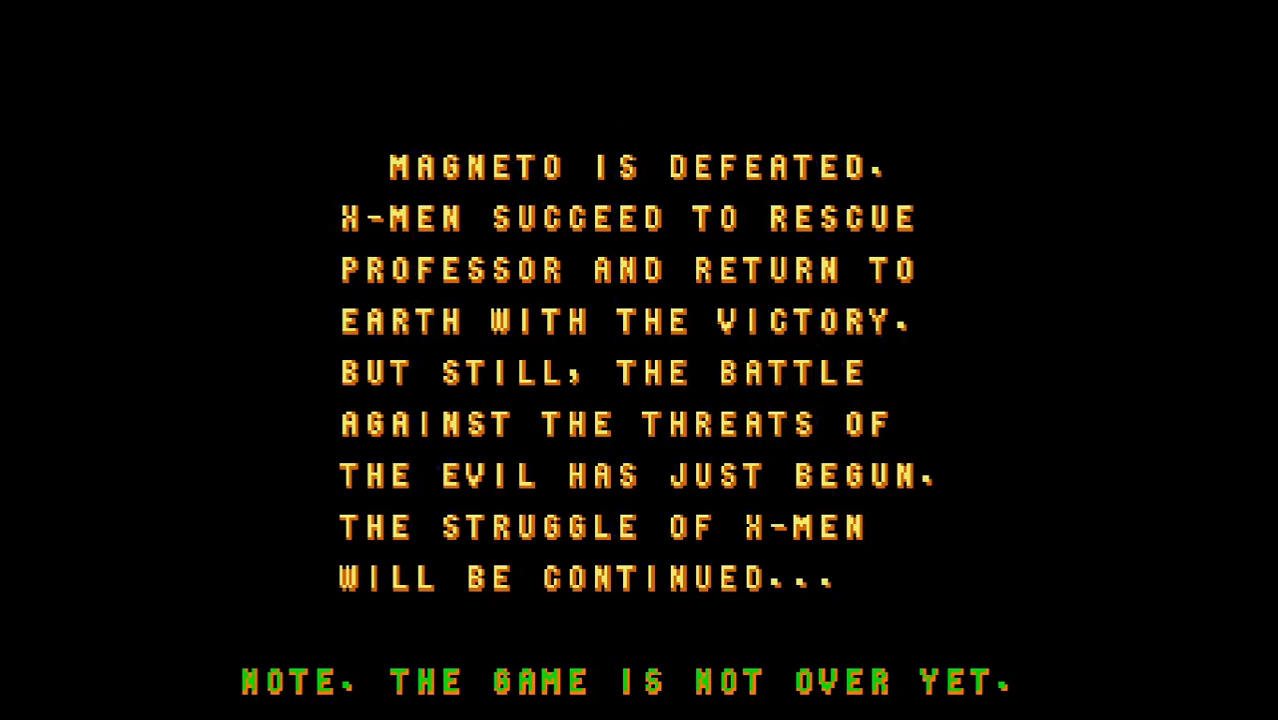 MAGNETO IS DEFEATED.
X-MEN SUCCEED TO RESCUE
PROFESSOR AND RETURN TO
EARTH WITH THE VICTORY.
BUT STILL, THE BATTLE
AGAINST THE THREATS OF
THE EVIL HAS JUST BEGUN.
THE STRUGGLE OF X-MEN
WILL BE CONTINUED...
NOTE. THE GAME IS NOT OVER YET.